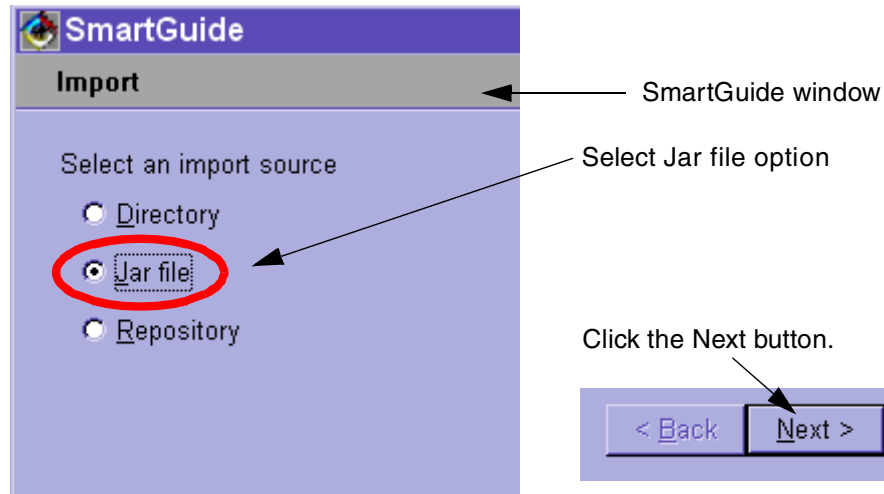 SmartGuide
Import
SmartGuide window
Select an import source
Select Jar file option
Directory
Jar file
Repository
Click the Next button.
< Back
Next >